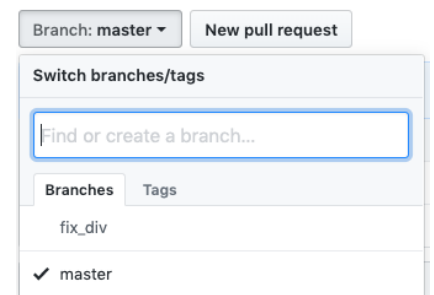 Branch: master New pull request
Switch branches/tags
Find or create a branch...
Branches Tags
fix_div
master